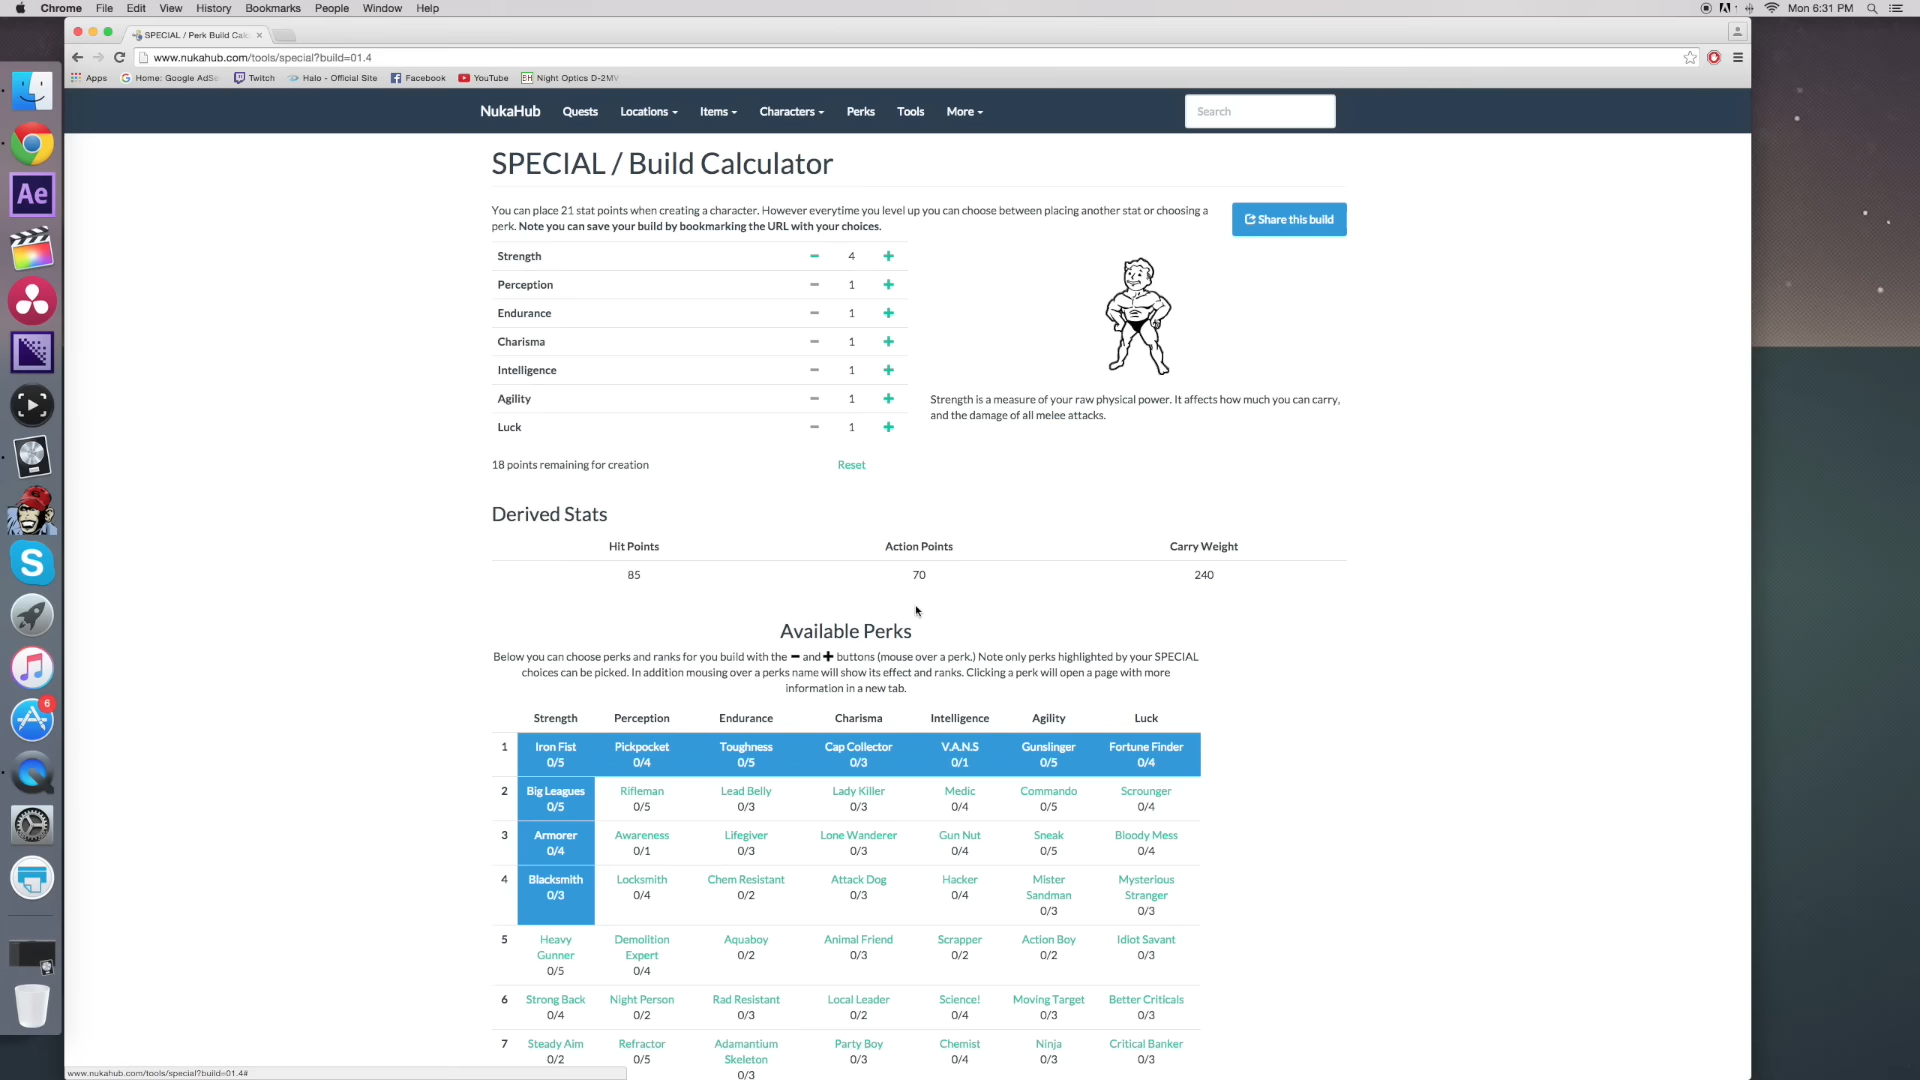 Chrome File Edit View History Bookmarks People Window Help
Mon 6:31 PM
SPECIAL / Perk Build Calc
www.nukahub.com/tools/special?build=01.4
Apps Home: Google AdSe Twitch Halo - Official Site Facebook YouTube Night Optics D-2MV
NukaHub Quests Locations Items Characters Perks Tools More Search
SPECIAL / Build Calculator
You can place 21 stat points when creating a character. However everytime you level up you can choose between placing another stat or choosing a
perk. Note you can save your build by bookmarking the URL with your choices.
Share this build
Strength 4
Perception 1
Endurance 1
Charisma 1
Intelligence 1
Agility 1
Luck 1
Strength is a measure of your raw physical power. It affects how much you can carry,
and the damage of all melee attacks.
18 points remaining for creation Reset
Derived Stats
Hit Points Action Points Carry Weight
85 70 240
Available Perks
Below you can choose perks and ranks for you build with the − and + buttons (mouse over a perk.) Note only perks highlighted by your SPECIAL
choices can be picked. In addition mousing over a perks name will show its effect and ranks. Clicking a perk will open a page with more
information in a new tab.
Strength Perception Endurance Charisma Intelligence Agility Luck
1 Iron Fist Pickpocket Toughness Cap Collector V.A.N.S Gunslinger Fortune Finder
0/5 0/4 0/5 0/3 0/1 0/5 0/4
2 Big Leagues Rifleman Lead Belly Lady Killer Medic Commando Scrounger
0/5 0/5 0/3 0/3 0/4 0/5 0/4
3 Armorer Awareness Lifegiver Lone Wanderer Gun Nut Sneak Bloody Mess
0/4 0/1 0/3 0/3 0/4 0/5 0/4
4 Blacksmith Locksmith Chem Resistant Attack Dog Hacker Mister Mysterious
0/3 0/4 0/2 0/3 0/4 Sandman Stranger
0/3 0/3
5 Heavy Demolition Aquaboy Animal Friend Scrapper Action Boy Idiot Savant
Gunner Expert 0/2 0/3 0/2 0/2 0/3
0/5 0/4
6 Strong Back Night Person Rad Resistant Local Leader Science! Moving Target Better Criticals
0/4 0/2 0/3 0/2 0/4 0/3 0/3
7 Steady Aim Refractor Adamantium Party Boy Chemist Ninja Critical Banker
0/2 0/5 Skeleton 0/3 0/4 0/3 0/3
0/3
www.nukahub.com/tools/special?build=01.4#
Ae
S
6